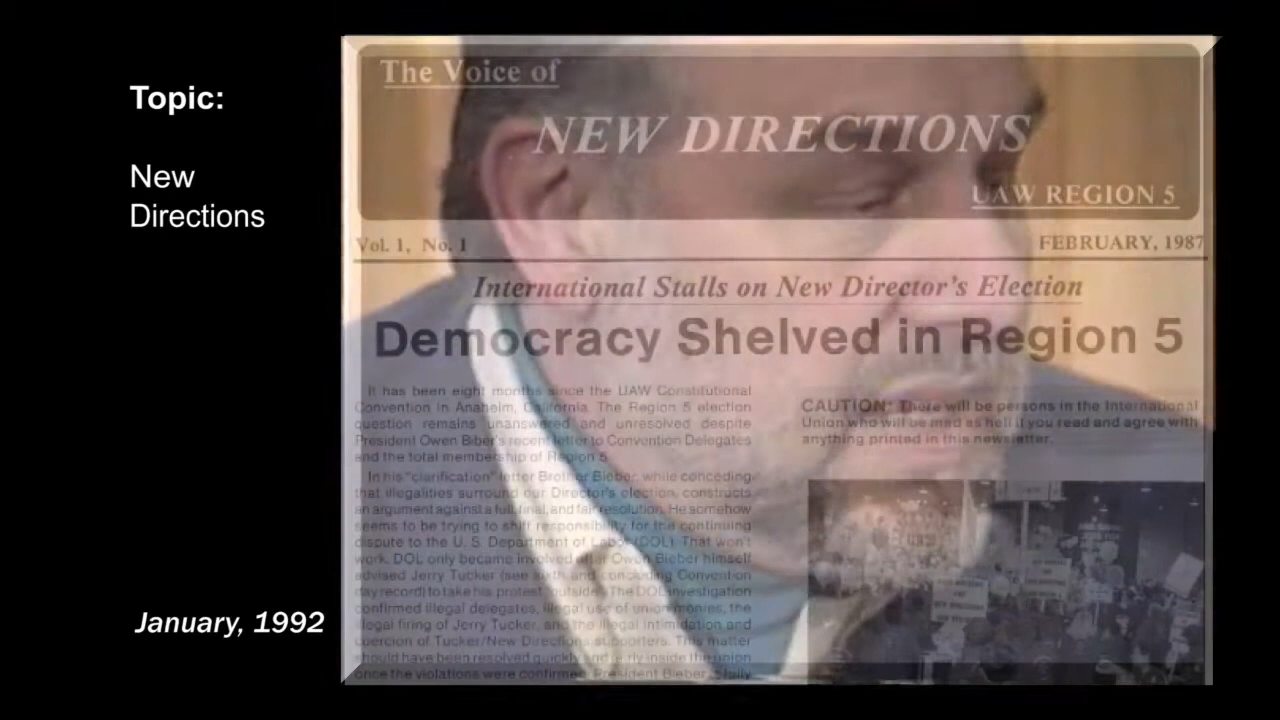 Topic:
New
Directions
January, 1992
The Voice of
NEW DIRECTIONS
UAW REGION 5
Vol. 1, No. 1
FEBRUARY, 1987
International Stalls on New Director's Election
Democracy Shelved in Region 5
It has been eight months since the UAW Constitutional
Convention in Anaheim, California. The Region 5 election
question remains unanswered and unresolved despite
President Owen Biber's recent letter to Convention Delegates
and the total membership of Region 5.
In his "clarification" letter Brother Bieber, while conceding
that illegalities surround our Director's election, constructs
an argument against a full, final, and fair resolution. He somehow
seems to be trying to shift responsibility for the continuing
dispute to the U. S. Department of Labor (DOL). That won't
work. DOL only became involved after Owen Bieber himself
advised Jerry Tucker (see sixth and concluding Convention
day record) to take his protest "outside." The DOL investigation
confirmed illegal delegates, illegal use of union monies, the
illegal firing of Jerry Tucker, and the illegal intimidation and
coercion of Tucker/New Directions supporters. This matter
should have been resolved quickly and fairly inside the union
once the violations were confirmed. President Bieber
CAUTION: There will be persons in the International
Union who will be mad as hell if you read and agree with
anything printed in this newsletter.